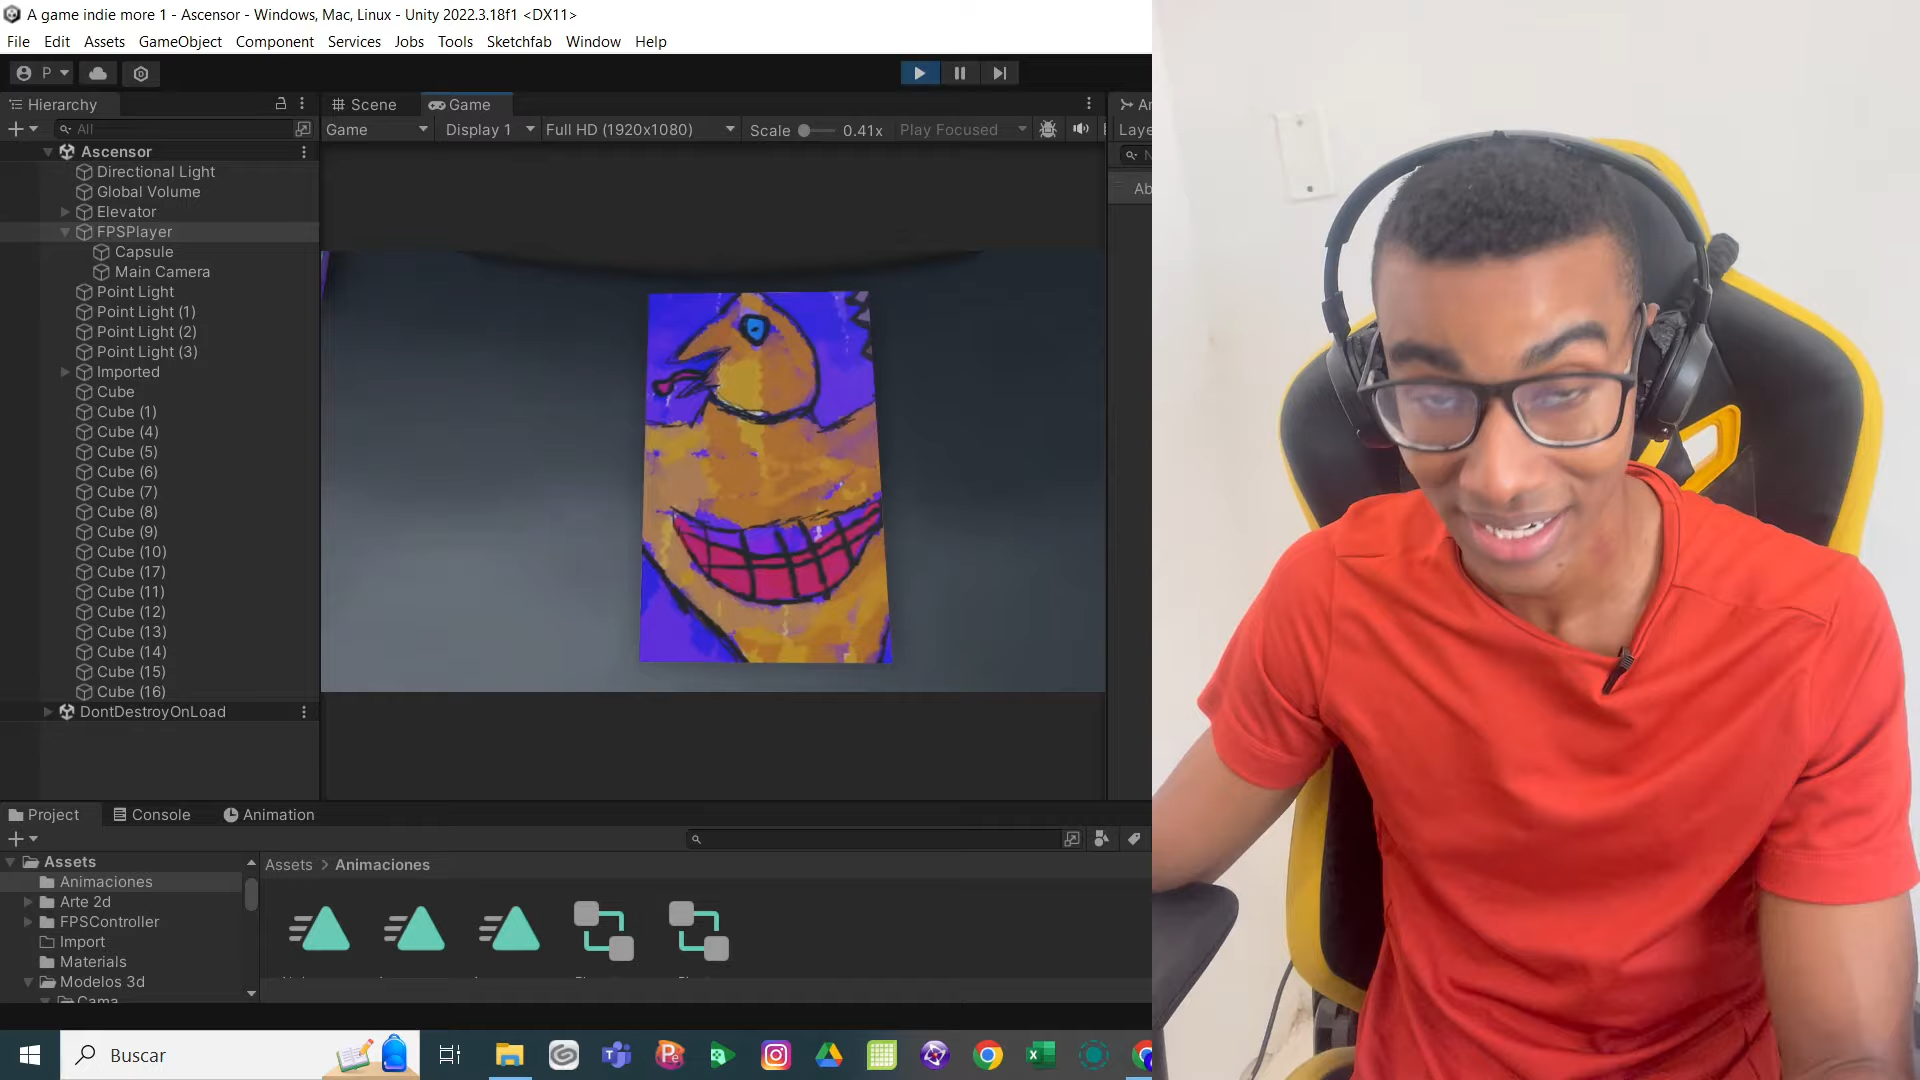 A game indie more 1 - Ascensor - Windows, Mac, Linux - Unity 2022.3.18f1 <DX11>
File Edit Assets GameObject Component Services Jobs Tools Sketchfab Window Help
P
Hierarchy
Scene Game
All
Game Display 1 Full HD (1920x1080) Scale 0.41x Play Focused
Ascensor
Directional Light
Global Volume
Elevator
FPSPlayer
Capsule
Main Camera
Point Light
Point Light (1)
Point Light (2)
Point Light (3)
Imported
Cube
Cube (1)
Cube (4)
Cube (5)
Cube (6)
Cube (7)
Cube (8)
Cube (9)
Cube (10)
Cube (17)
Cube (11)
Cube (12)
Cube (13)
Cube (14)
Cube (15)
Cube (16)
DontDestroyOnLoad
Project Console Animation
Assets
Animaciones
Arte 2d
FPSController
Import
Materials
Modelos 3d
Cama
Assets > Animaciones
Buscar